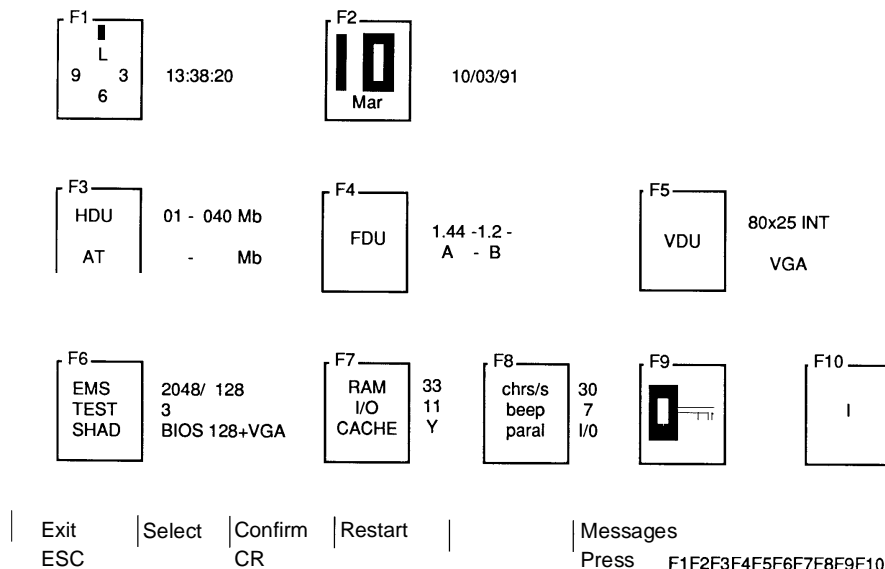 F1 F2
L
9 3 13:38:20 10 10/03/91
6 Mar
F3 F4 F5
HDU 01 - 040 Mb 80x25 INT
FDU 1.44 -1.2 - VDU
AT - Mb A - B VGA
F6 F7 F8 F9 F10
EMS 2048/ 128 RAM 33 chrs/s 30
TEST 3 I/O 11 beep 7 I
SHAD BIOS 128+VGA CACHE Y paral I/0
Exit Select Confirm Restart Messages
ESC CR Press F1F2F3F4F5F6F7F8F9F10